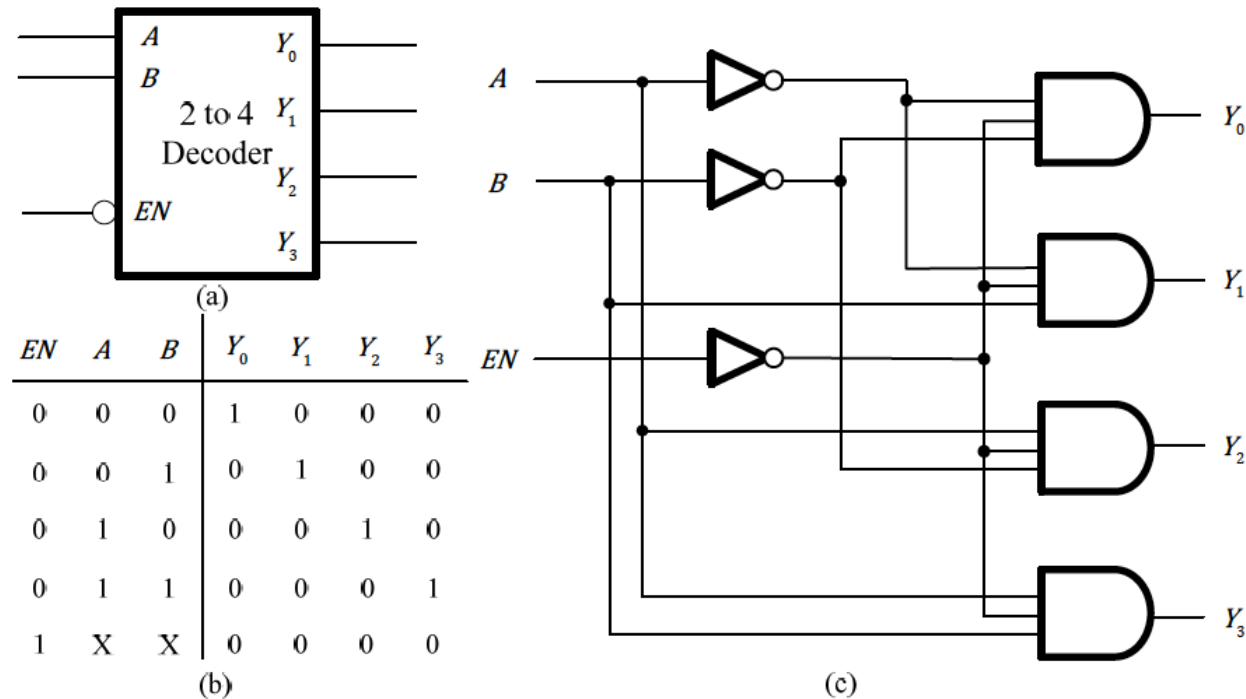 A Y0
B
2 to 4 Y1
Decoder
Y2
EN
Y3
(a)
EN A B Y0 Y1 Y2 Y3
0 0 0 1 0 0 0
0 0 1 0 1 0 0
0 1 0 0 0 1 0
0 1 1 0 0 0 1
1 X X 0 0 0 0
(b)
A
Y0
B
Y1
EN
Y2
Y3
(c)